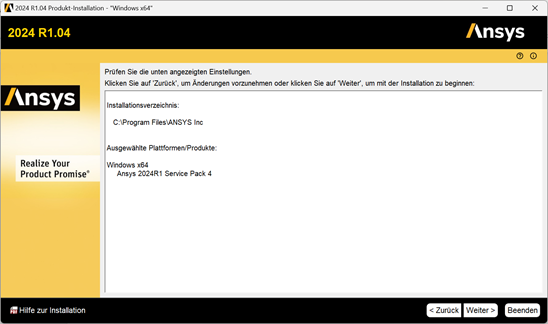 2024 R1.04 Produkt-Installation - "Windows x64"
2024 R1.04
Ansys
Prüfen Sie die unten angezeigten Einstellungen.
Klicken Sie auf 'Zurück', um Änderungen vorzunehmen oder klicken Sie auf 'Weiter', um mit der Installation zu beginnen:
Ansys
Installationsverzeichnis:
C:\Program Files\ANSYS Inc
Ausgewählte Plattformen/Produkte:
Windows x64
Ansys 2024R1 Service Pack 4
Realize Your
Product Promise®
Hilfe zur Installation
< Zurück Weiter > Beenden